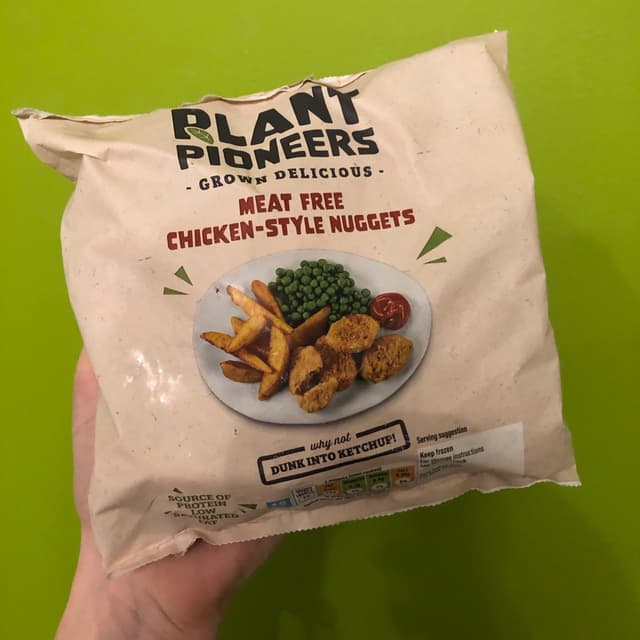 PLANT
PIONEERS
- GROWN DELICIOUS -
MEAT FREE
CHICKEN-STYLE NUGGETS
why not
DUNK INTO KETCHUP!
Serving suggestion
Keep frozen
SOURCE OF
PROTEIN
LOW
SATURATED
FAT